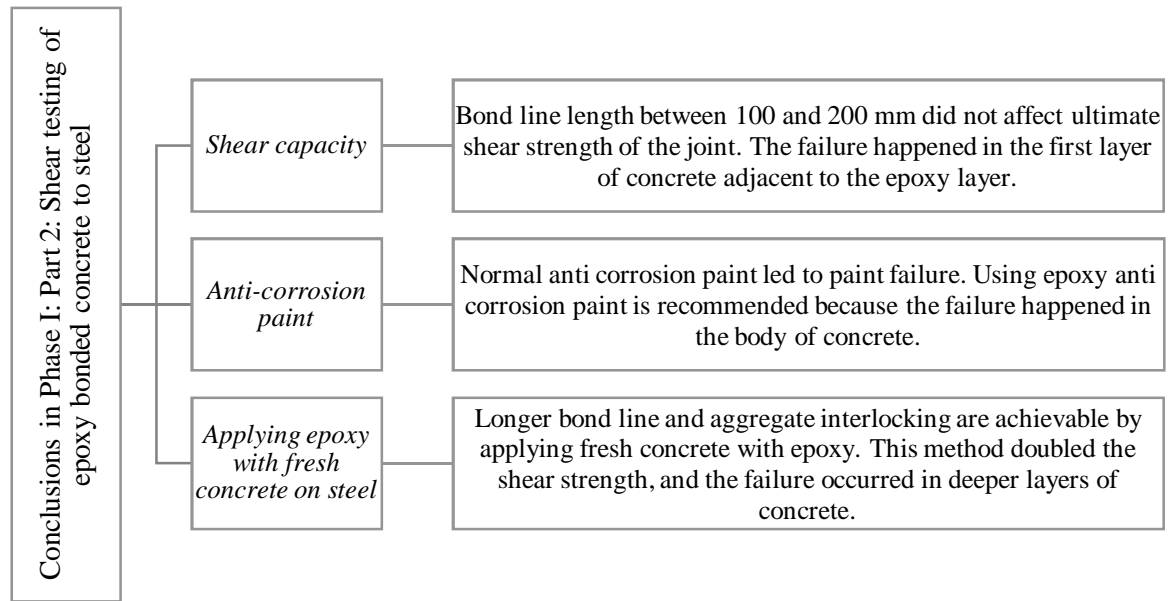 Conclusions in Phase I: Part 2: Shear testing of
epoxy bonded concrete to steel
Shear capacity
Bond line length between 100 and 200 mm did not affect ultimate
shear strength of the joint. The failure happened in the first layer
of concrete adjacent to the epoxy layer.
Anti-corrosion
paint
Normal anti corrosion paint led to paint failure. Using epoxy anti
corrosion paint is recommended because the failure happened in
the body of concrete.
Applying epoxy
with fresh
concrete on steel
Longer bond line and aggregate interlocking are achievable by
applying fresh concrete with epoxy. This method doubled the
shear strength, and the failure occurred in deeper layers of
concrete.